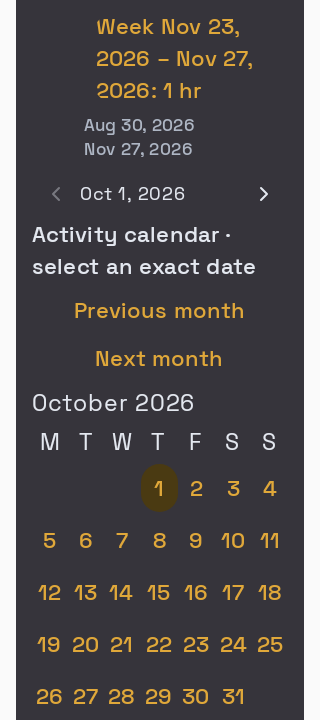 Week Nov 23,
2026 – Nov 27,
2026: 1 hr
Aug 30, 2026
Nov 27, 2026
Oct 1, 2026
Activity calendar ·
select an exact date
Previous month
Next month
October 2026
M T W T F S S
1 2 3 4
5 6 7 8 9 10 11
12 13 14 15 16 17 18
19 20 21 22 23 24 25
26 27 28 29 30 31